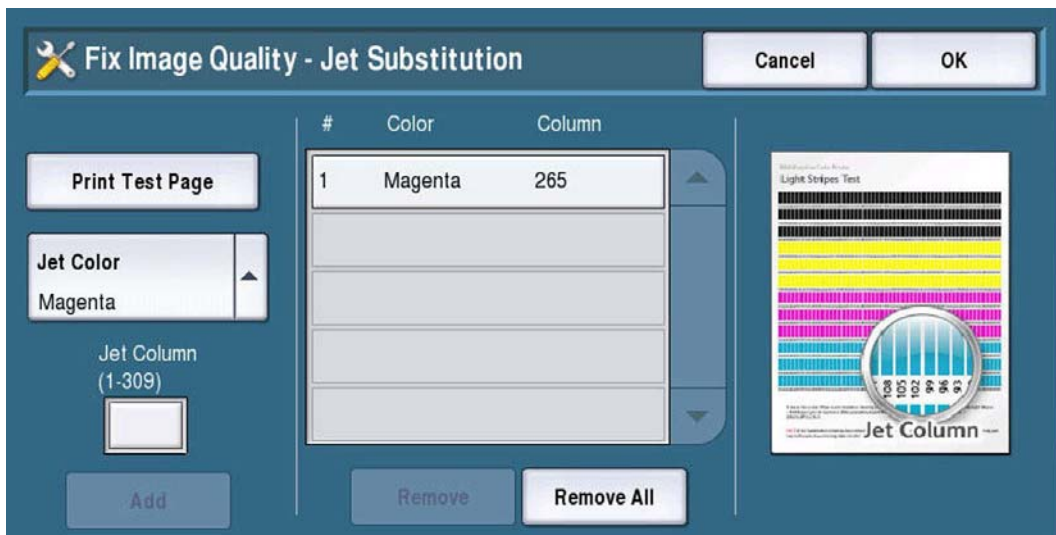 Fix Image Quality - Jet Substitution
Cancel
OK
Print Test Page
Jet Color
Magenta
Jet Column
(1-309)
Add
# Color Column
1 Magenta 265
Remove
Remove All
Light Stripes Test
108 105 102 99 96 93
Jet Column